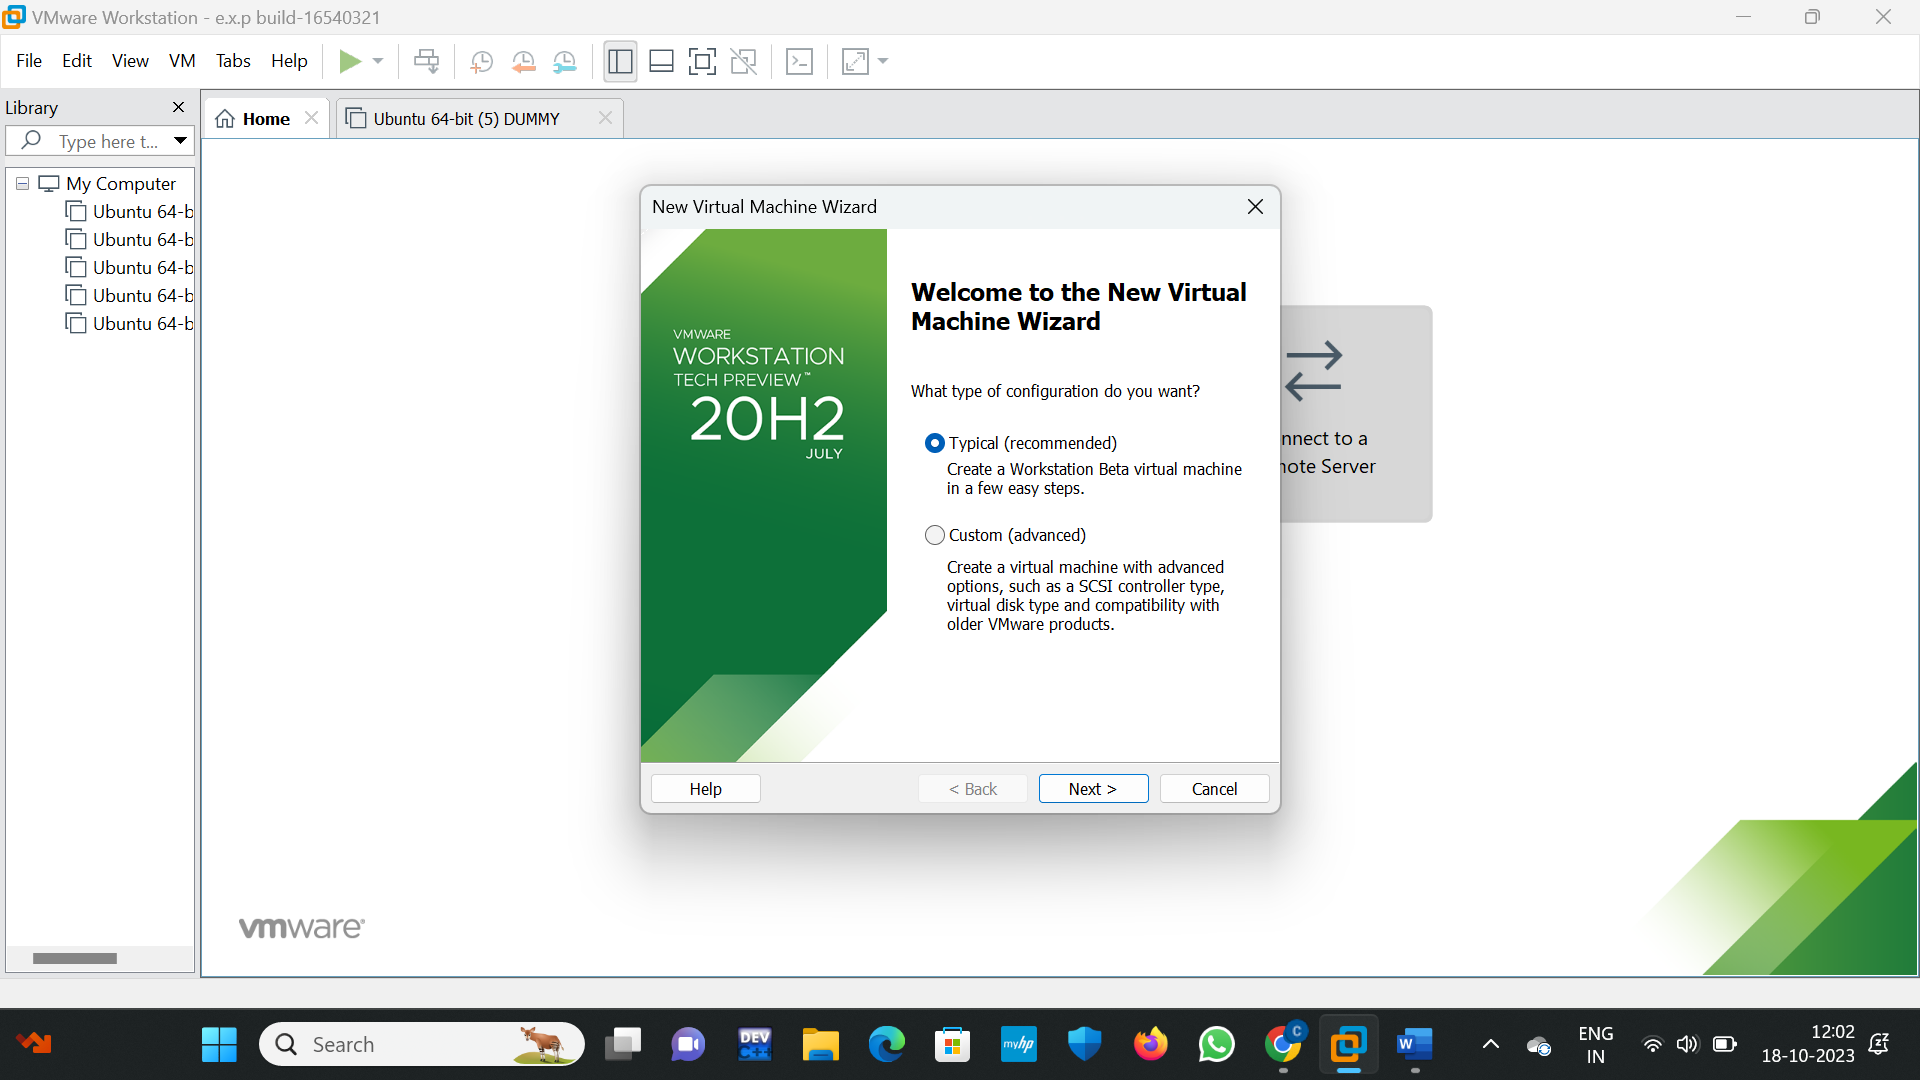 VMware Workstation - e.x.p build-16540321
File Edit View VM Tabs Help
Library
Type here t...
My Computer
Ubuntu 64-b
Ubuntu 64-b
Ubuntu 64-b
Ubuntu 64-b
Ubuntu 64-b
Home
Ubuntu 64-bit (5) DUMMY
New Virtual Machine Wizard
VMWARE
WORKSTATION
TECH PREVIEW™
20H2
JULY
Welcome to the New Virtual
Machine Wizard
What type of configuration do you want?
Typical (recommended)
Create a Workstation Beta virtual machine
in a few easy steps.
Custom (advanced)
Create a virtual machine with advanced
options, such as a SCSI controller type,
virtual disk type and compatibility with
older VMware products.
Help
< Back
Next >
Cancel
nnect to a
note Server
vmware®
Search
DEV
C++
myhp
C
W
ENG
IN
12:02
18-10-2023